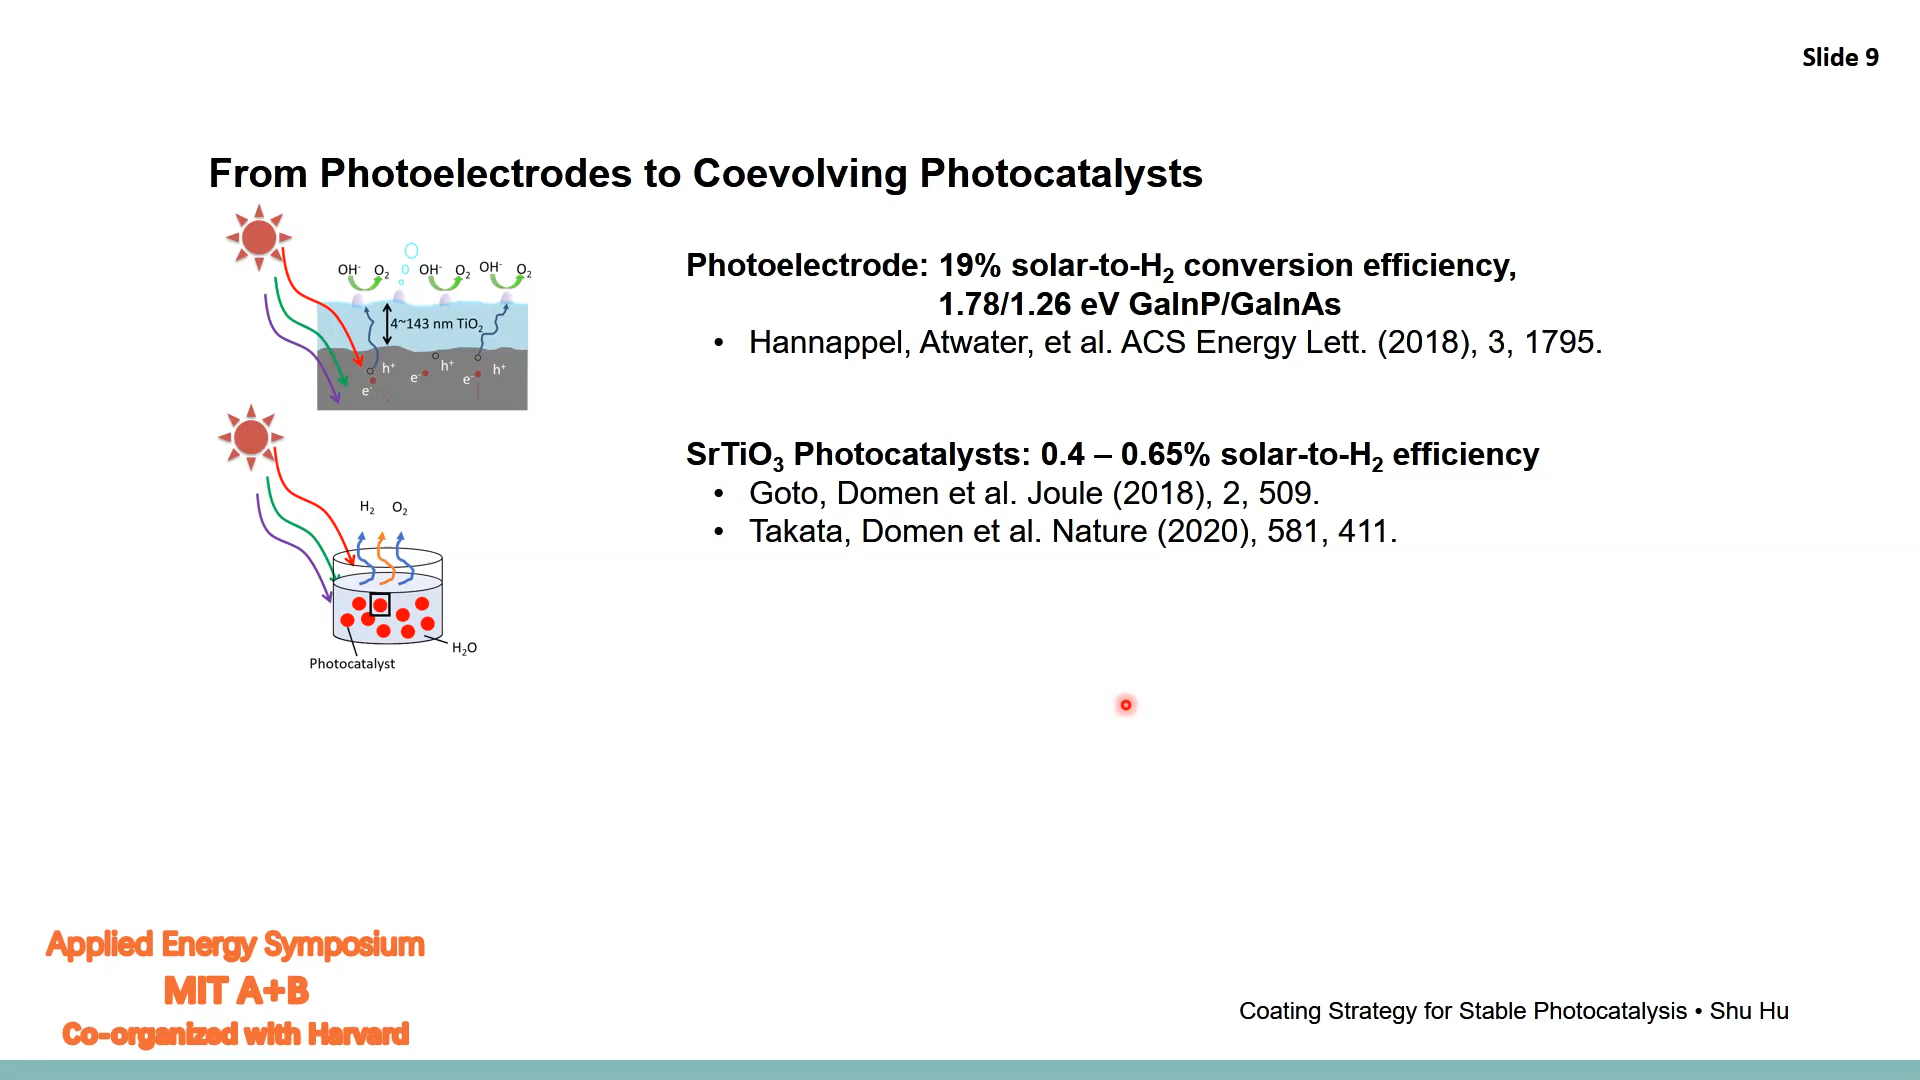 Slide 9
From Photoelectrodes to Coevolving Photocatalysts
OH⁻ O₂ OH⁻ O₂ OH⁻ O₂
4~143 nm TiO₂
h⁺ h⁺ h⁺
e⁻ e⁻ e⁻
Photoelectrode: 19% solar-to-H₂ conversion efficiency,
1.78/1.26 eV GaInP/GaInAs
• Hannappel, Atwater, et al. ACS Energy Lett. (2018), 3, 1795.
H₂ O₂
H₂O
Photocatalyst
SrTiO₃ Photocatalysts: 0.4 – 0.65% solar-to-H₂ efficiency
• Goto, Domen et al. Joule (2018), 2, 509.
• Takata, Domen et al. Nature (2020), 581, 411.
Applied Energy Symposium
MIT A+B
Co-organized with Harvard
Coating Strategy for Stable Photocatalysis • Shu Hu